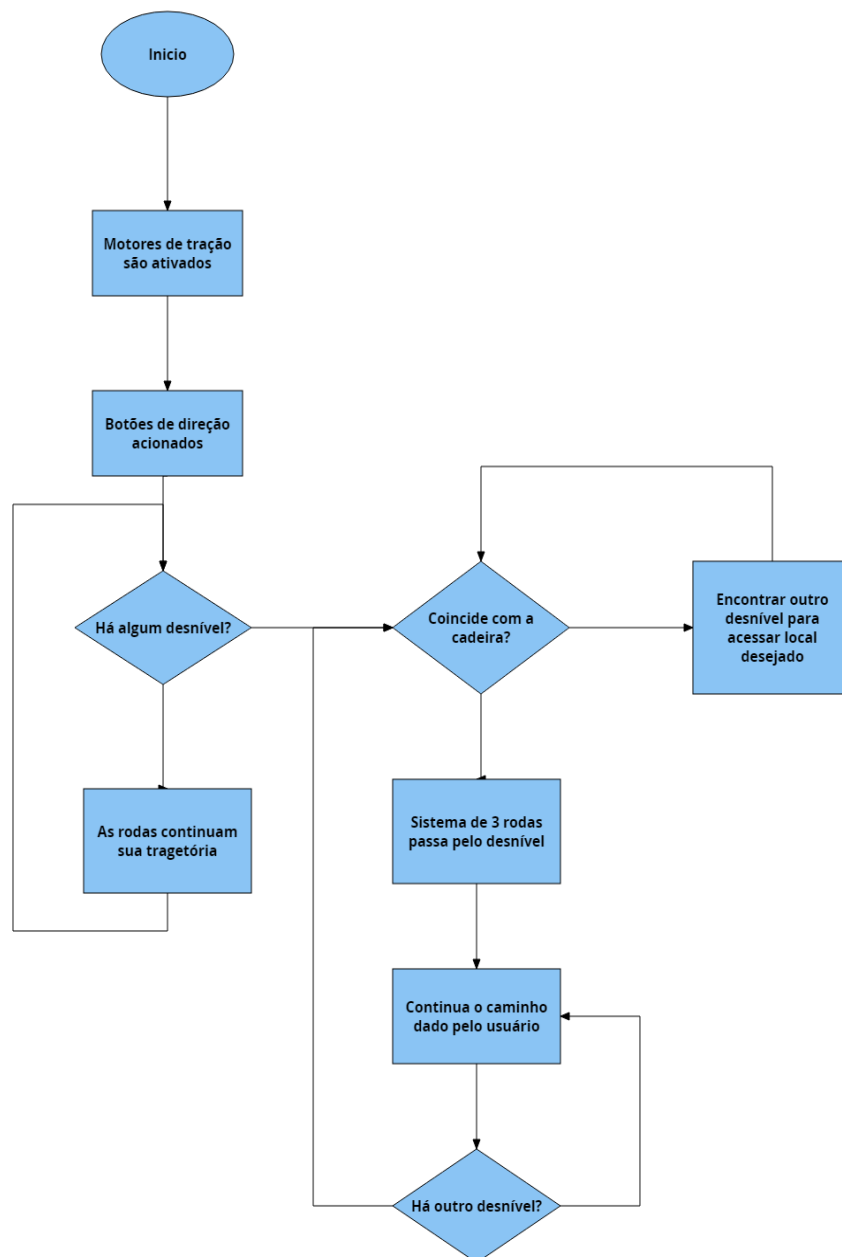 Inicio
Motores de tração
são ativados
Botões de direção
acionados
Há algum desnível?
As rodas continuam
sua tragetória
Coincide com a
cadeira?
Encontrar outro
desnível para
acessar local
desejado
Sistema de 3 rodas
passa pelo desnível
Continua o caminho
dado pelo usuário
Há outro desnível?